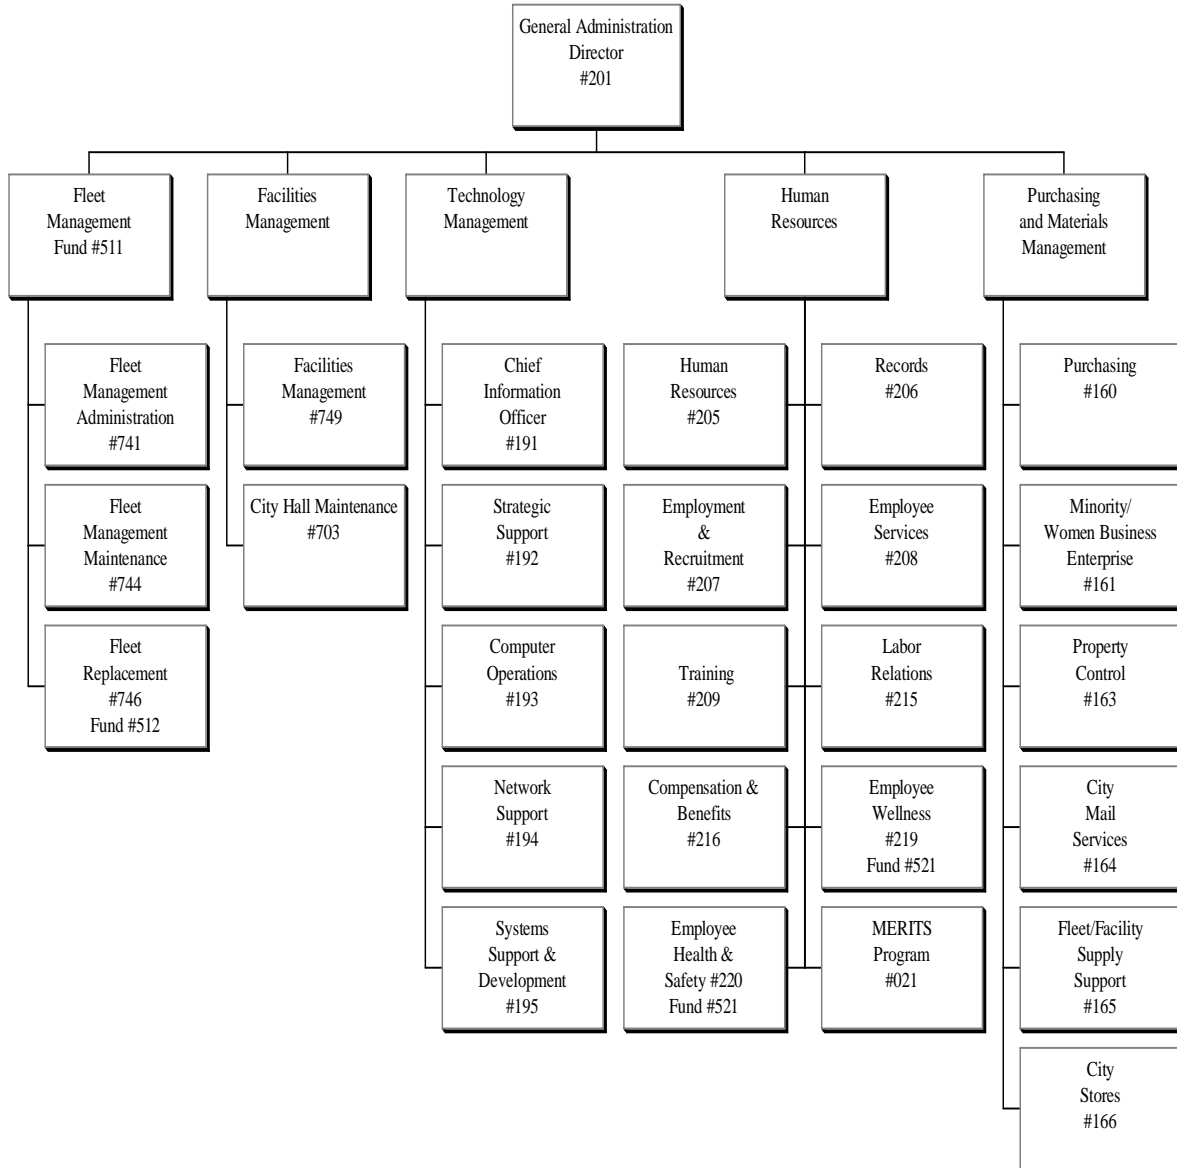 General Administration
Director
#201
Fleet
Management
Fund #511
Facilities
Management
Technology
Management
Human
Resources
Purchasing
and Materials
Management
Fleet
Management
Administration
#741
Fleet
Management
Maintenance
#744
Fleet
Replacement
#746
Fund #512
Facilities
Management
#749
City Hall Maintenance
#703
Chief
Information
Officer
#191
Strategic
Support
#192
Computer
Operations
#193
Network
Support
#194
Systems
Support &
Development
#195
Human
Resources
#205
Records
#206
Employment
&
Recruitment
#207
Employee
Services
#208
Training
#209
Labor
Relations
#215
Compensation &
Benefits
#216
Employee
Wellness
#219
Fund #521
Employee
Health &
Safety #220
Fund #521
MERITS
Program
#021
Purchasing
#160
Minority/
Women Business
Enterprise
#161
Property
Control
#163
City
Mail
Services
#164
Fleet/Facility
Supply
Support
#165
City
Stores
#166